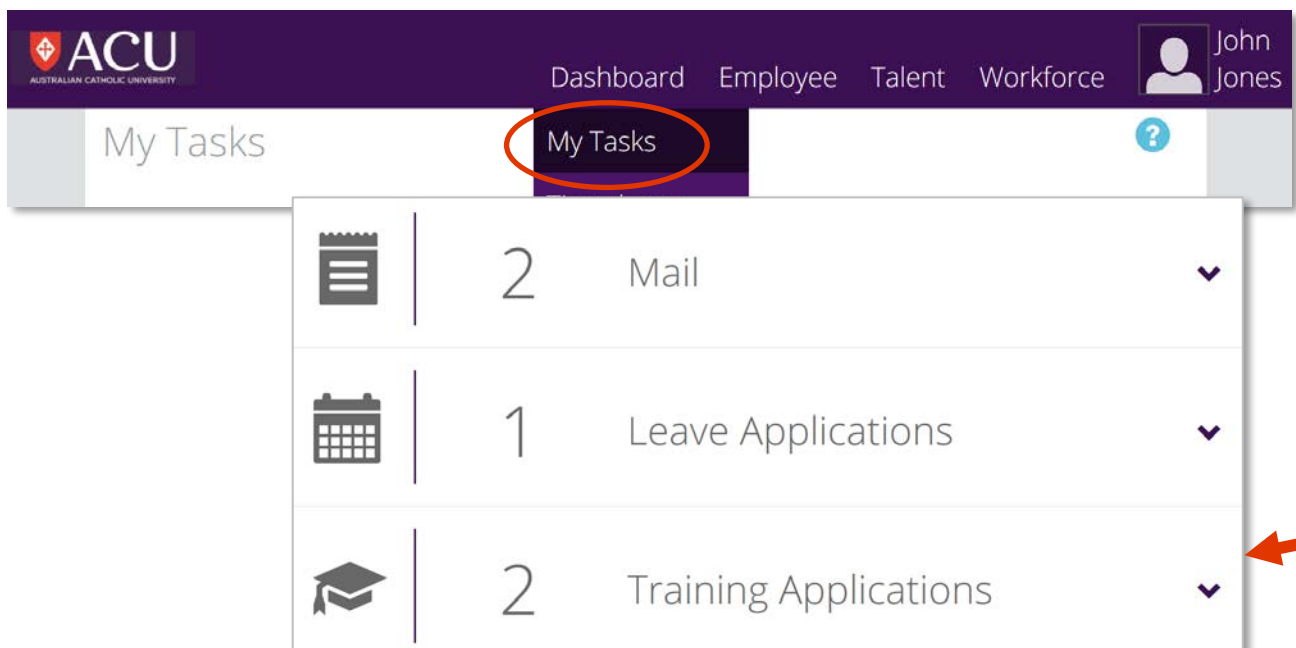 ACU
AUSTRALIAN CATHOLIC UNIVERSITY
Dashboard Employee Talent Workforce
John
Jones
My Tasks
My Tasks
?
2 Mail
1 Leave Applications
2 Training Applications